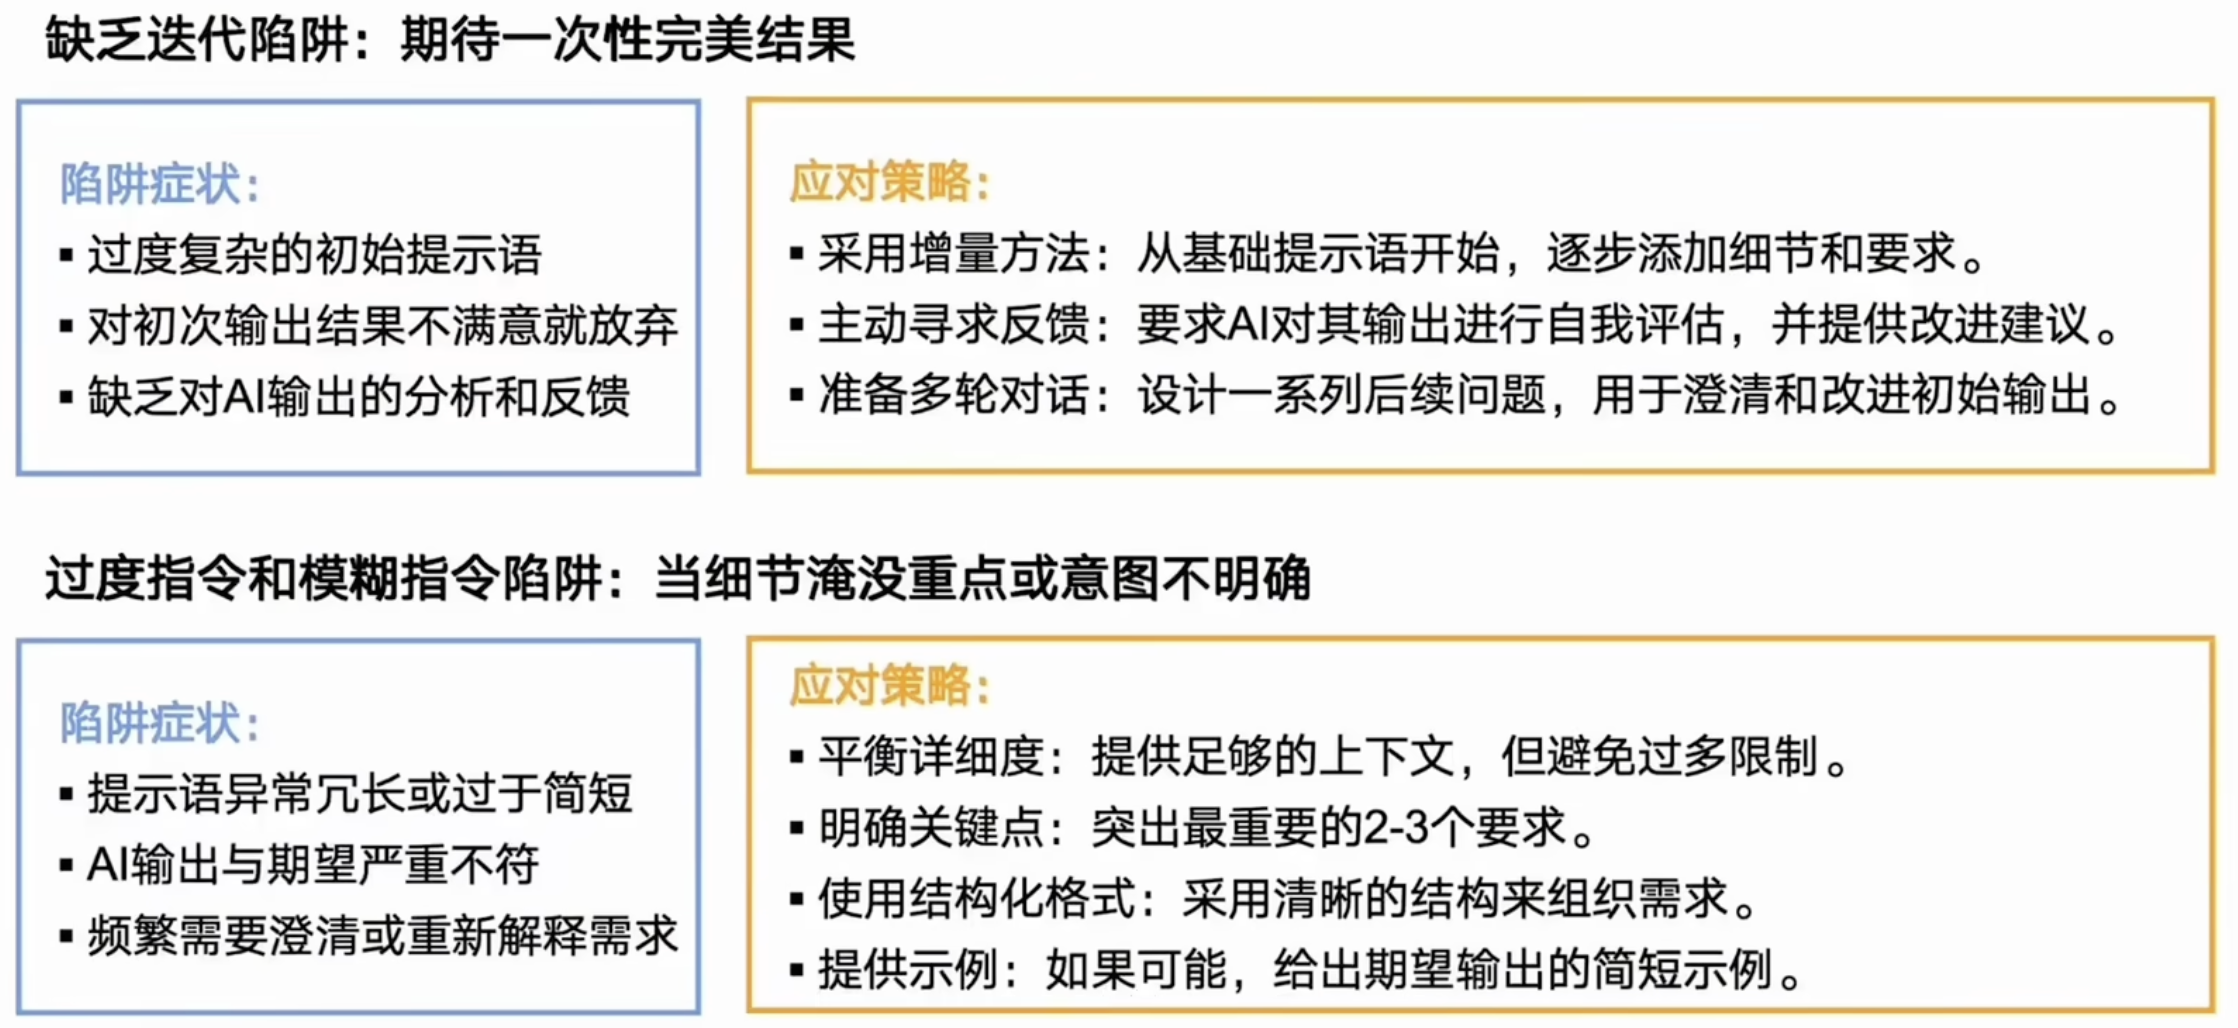 缺乏迭代陷阱：期待一次性完美结果
陷阱症状：
▪ 过度复杂的初始提示语
▪ 对初次输出结果不满意就放弃
▪ 缺乏对AI输出的分析和反馈
应对策略：
▪ 采用增量方法：从基础提示语开始，逐步添加细节和要求。
▪ 主动寻求反馈：要求AI对其输出进行自我评估，并提供改进建议。
▪ 准备多轮对话：设计一系列后续问题，用于澄清和改进初始输出。
过度指令和模糊指令陷阱：当细节淹没重点或意图不明确
陷阱症状：
▪ 提示语异常冗长或过于简短
▪ AI输出与期望严重不符
▪ 频繁需要澄清或重新解释需求
应对策略：
▪ 平衡详细度：提供足够的上下文，但避免过多限制。
▪ 明确关键点：突出最重要的2-3个要求。
▪ 使用结构化格式：采用清晰的结构来组织需求。
▪ 提供示例：如果可能，给出期望输出的简短示例。